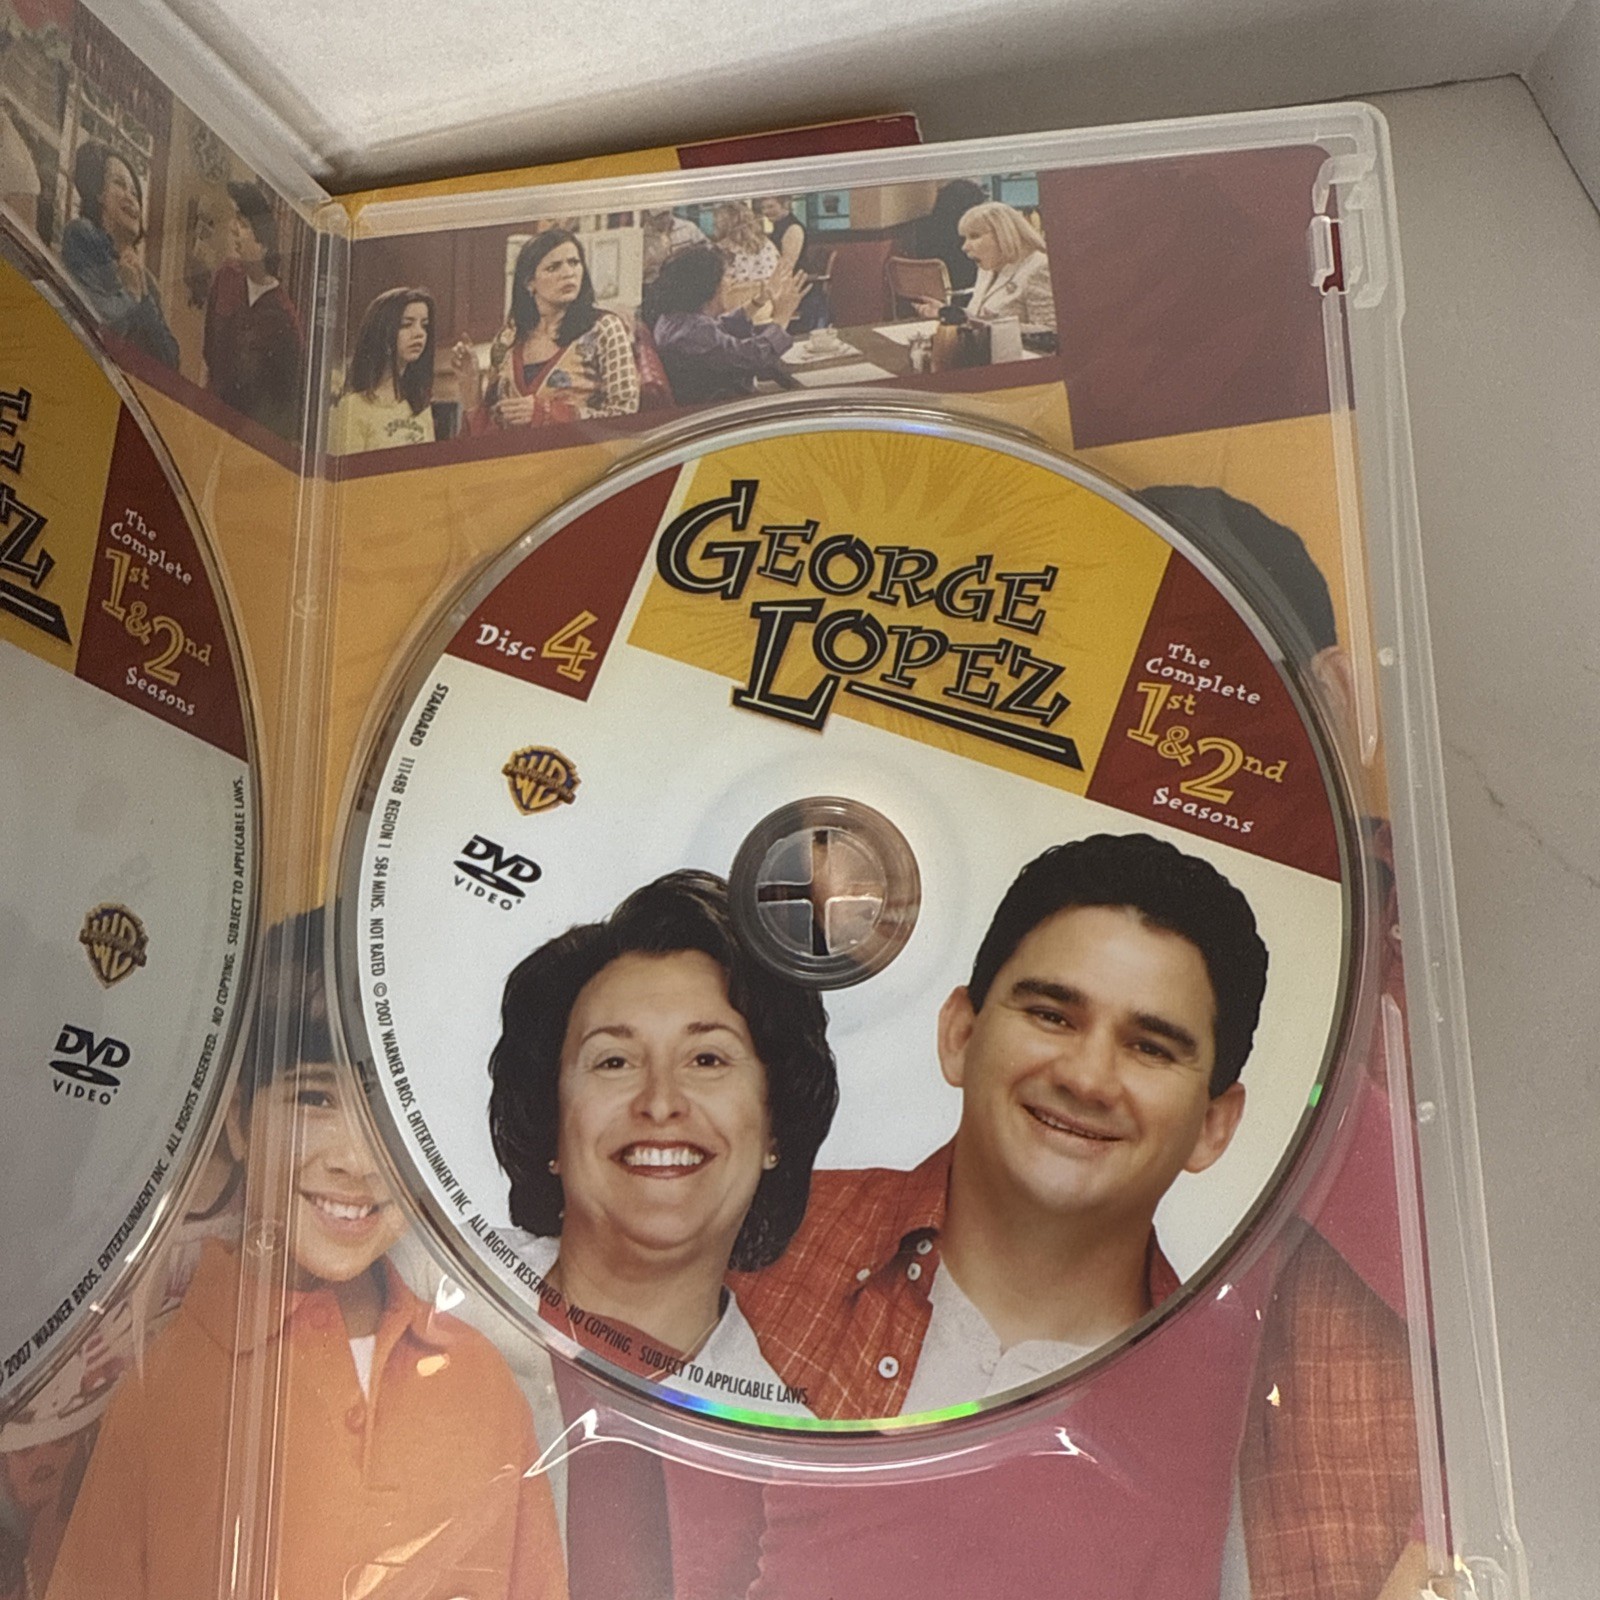 The
Complete
1st
&2nd
Seasons
DVD
VIDEO
2007 WARNER BROS. ENTERTAINMENT INC. ALL RIGHTS RESERVED. NO COPYING. SUBJECT TO APPLICABLE LAWS.
GEORGE
LOPEZ
Disc 4
The
Complete
1st
&2nd
Seasons
WB
DVD
VIDEO
STANDARD 111488 REGION 1 584 MINS. NOT RATED © 2007 WARNER BROS. ENTERTAINMENT INC. ALL RIGHTS RESERVED. NO COPYING. SUBJECT TO APPLICABLE LAWS.